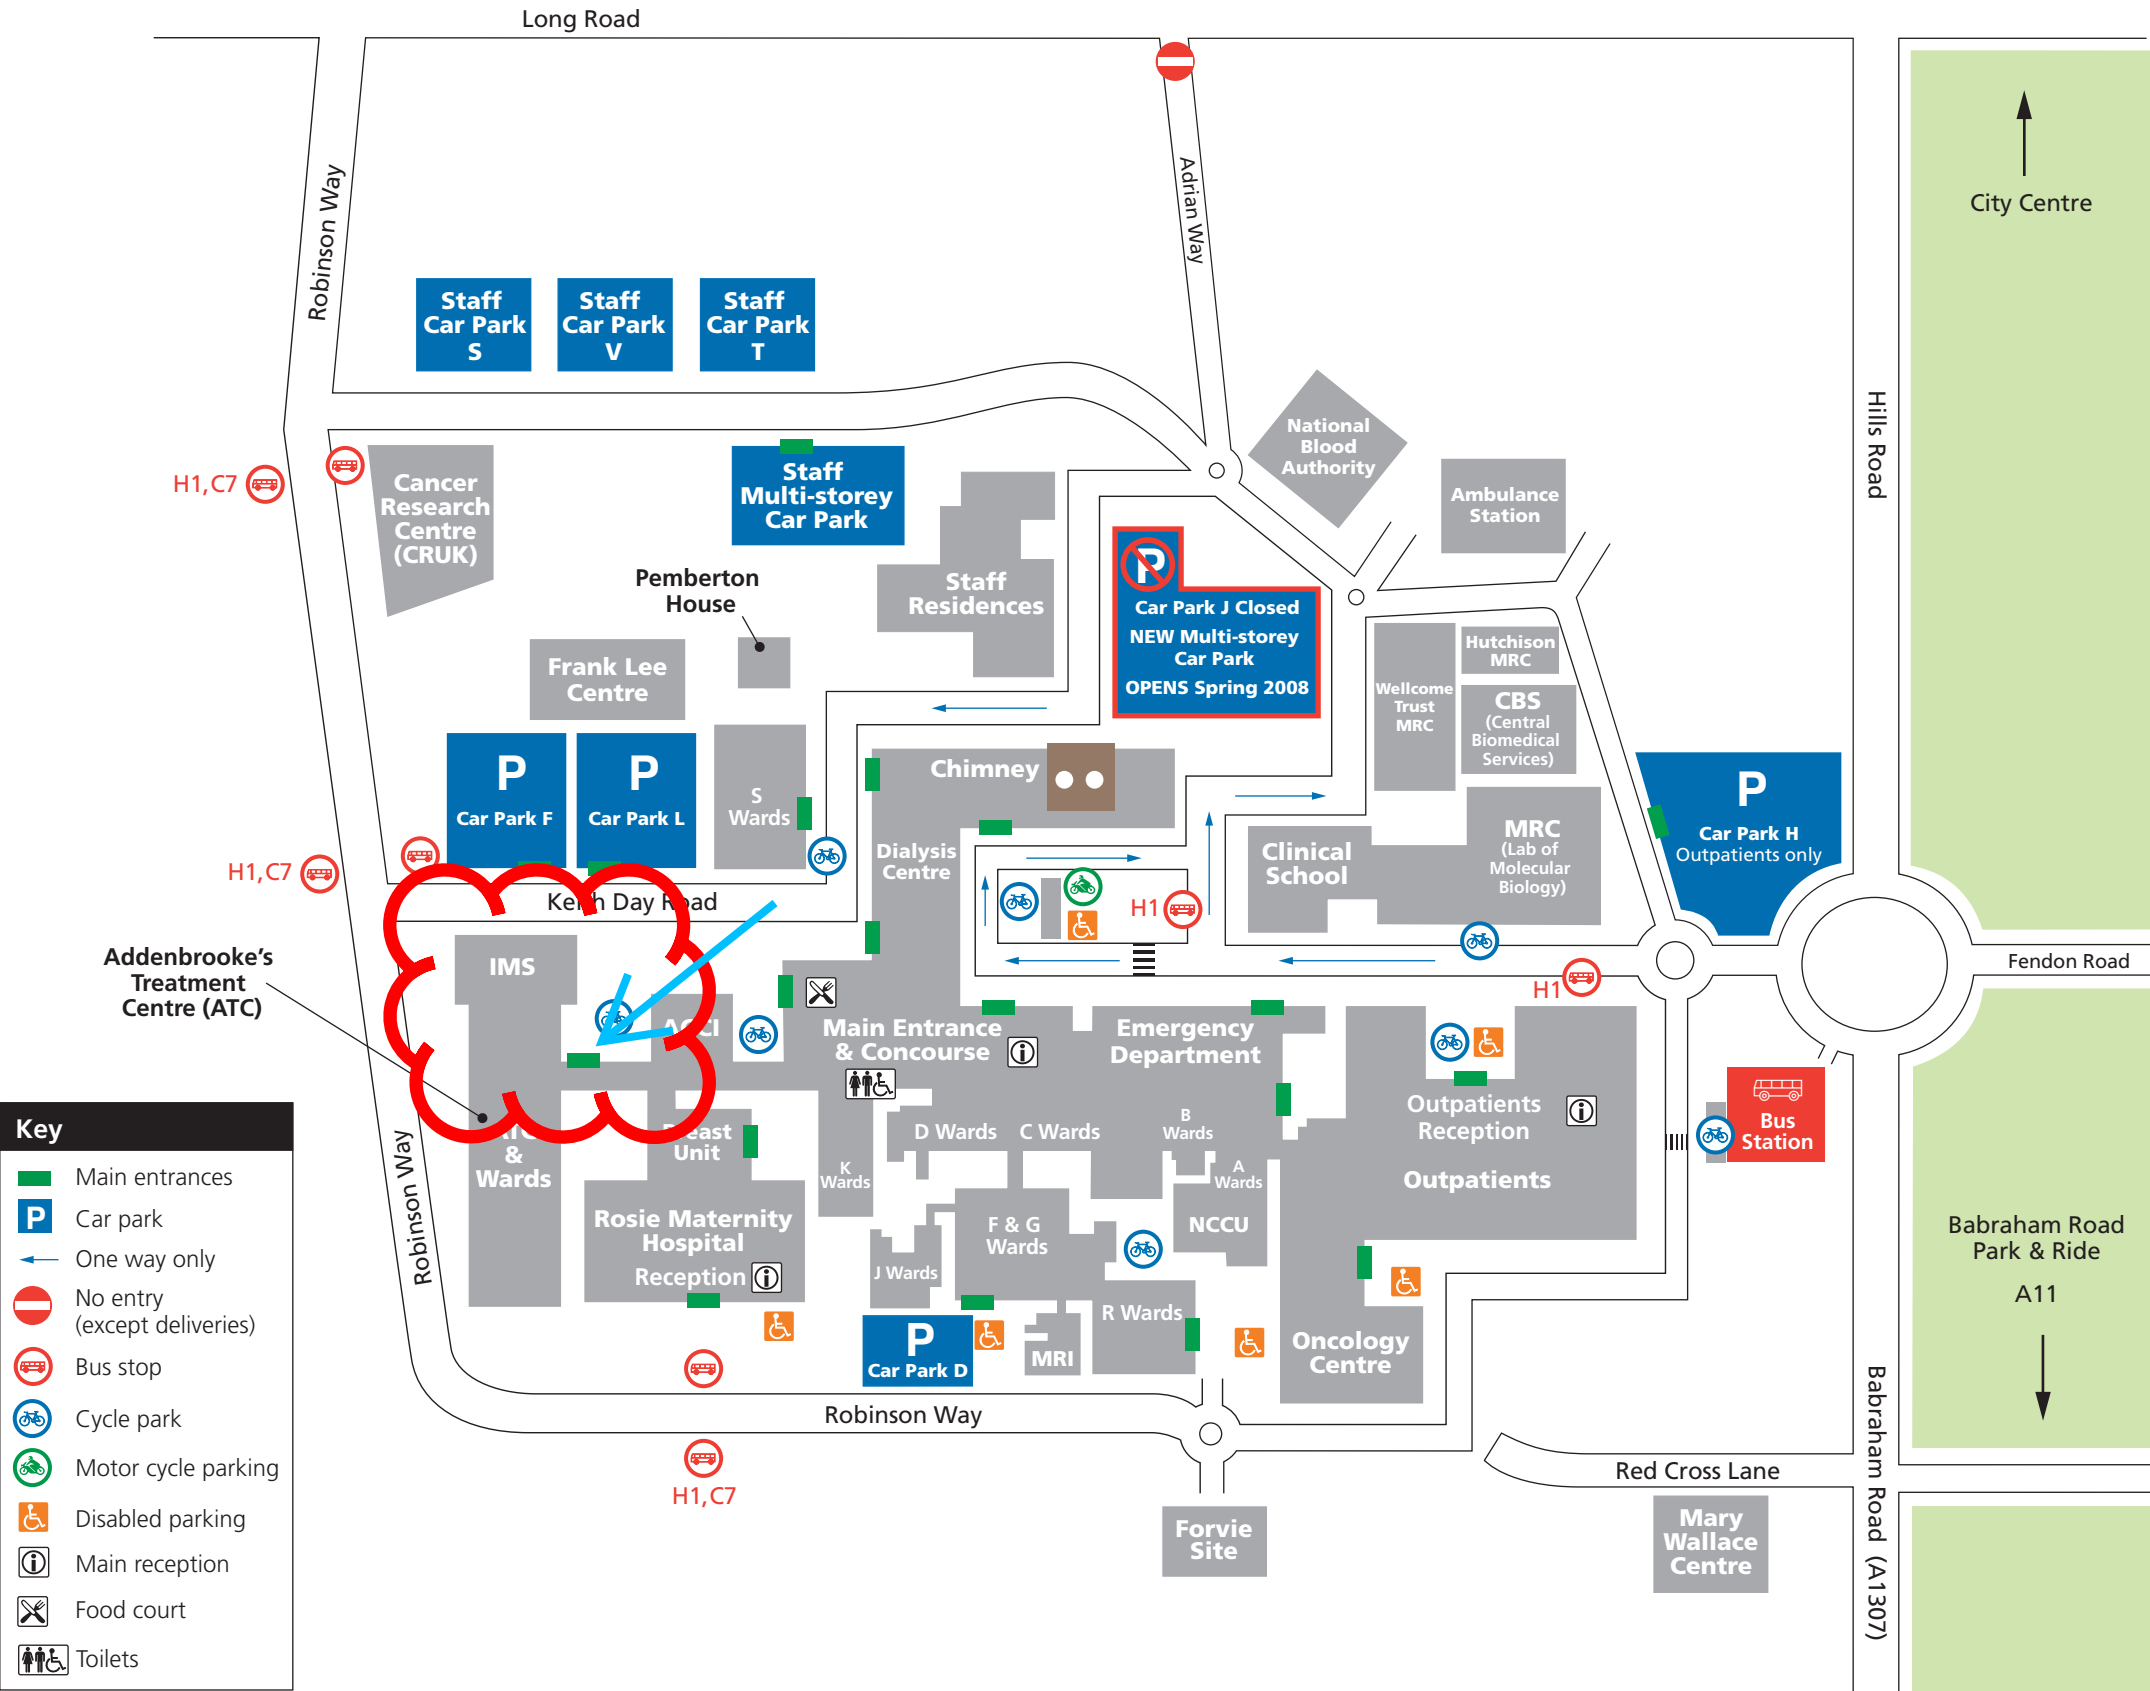 Long Road
Robinson Way
Adrian Way
City Centre
Staff
Car Park
S
Staff
Car Park
V
Staff
Car Park
T
Hills Road
National
Blood
Authority
Ambulance
Station
H1,C7
Cancer
Research
Centre
(CRUK)
Staff
Multi-storey
Car Park
Pemberton
House
Staff
Residences
P
Car Park J Closed
NEW Multi-storey
Car Park
OPENS Spring 2008
Hutchison
MRC
Wellcome
Trust
MRC
CBS
(Central
Biomedical
Services)
Frank Lee
Centre
P
Car Park F
P
Car Park L
S
Wards
Chimney
Dialysis
Centre
Clinical
School
MRC
(Lab of
Molecular
Biology)
P
Car Park H
Outpatients only
H1,C7
Keith Day Road
H1
Fendon Road
H1
Addenbrooke's
Treatment
Centre (ATC)
IMS
ACCI
Main Entrance
& Concourse
Emergency
Department
Outpatients
Reception
Outpatients
Bus
Station
ATC
&
Wards
Breast
Unit
K
Wards
D Wards
C Wards
B
Wards
A
Wards
NCCU
Rosie Maternity
Hospital
Reception
J Wards
F & G
Wards
R Wards
MRI
P
Car Park D
Oncology
Centre
Babraham Road
Park & Ride
A11
Robinson Way
Robinson Way
H1,C7
Red Cross Lane
Babraham Road (A1307)
Forvie
Site
Mary
Wallace
Centre
Key
Main entrances
P
Car park
One way only
No entry
(except deliveries)
Bus stop
Cycle park
Motor cycle parking
Disabled parking
Main reception
Food court
Toilets